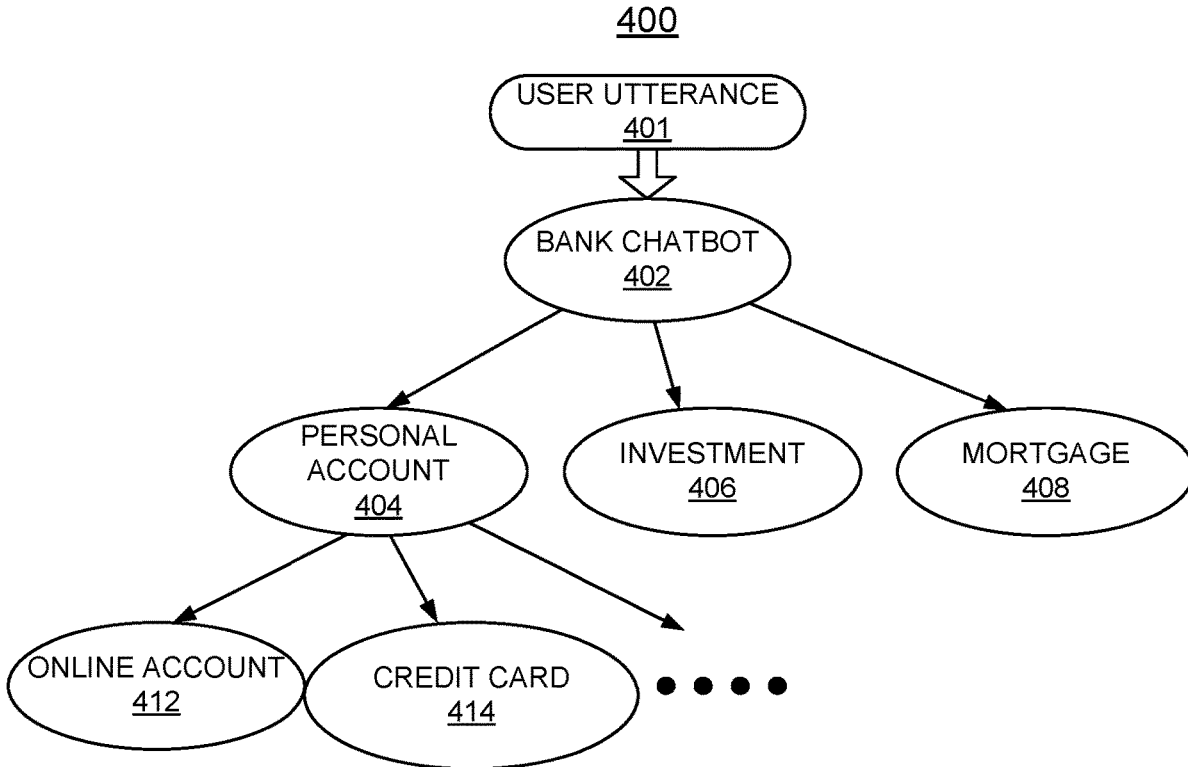 400
USER UTTERANCE
401
BANK CHATBOT
402
PERSONAL
ACCOUNT
404
INVESTMENT
406
MORTGAGE
408
ONLINE ACCOUNT
412
CREDIT CARD
414